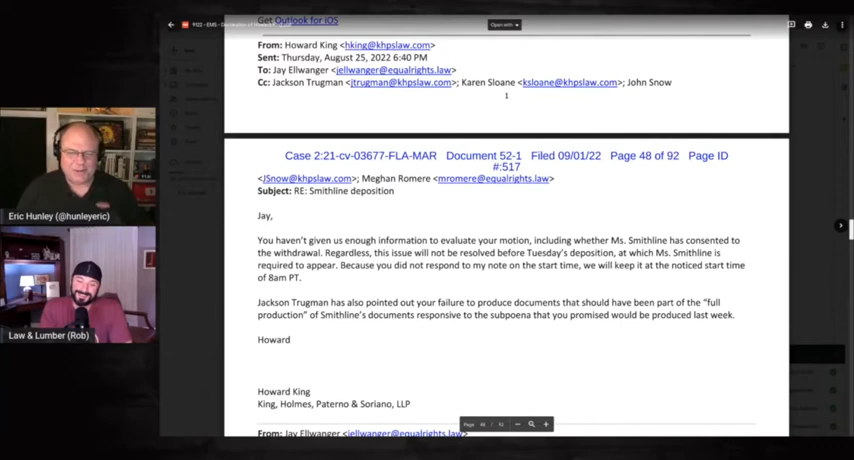 Get Outlook for iOS
Open with
From: Howard King <hking@khpslaw.com>
Sent: Thursday, August 25, 2022 6:40 PM
To: Jay Ellwanger <jellwanger@equalrights.law>
Cc: Jackson Trugman <jtrugman@khpslaw.com>; Karen Sloane <ksloane@khpslaw.com>; John Snow
1
Case 2:21-cv-03677-FLA-MAR Document 52-1 Filed 09/01/22 Page 48 of 92 Page ID
#:517
<JSnow@khpslaw.com>; Meghan Romere <mromere@equalrights.law>
Subject: RE: Smithline deposition
Jay,
You haven't given us enough information to evaluate your motion, including whether Ms. Smithline has consented to
the withdrawal. Regardless, this issue will not be resolved before Tuesday's deposition, at which Ms. Smithline is
required to appear. Because you did not respond to my note on the start time, we will keep it at the noticed start time
of 8am PT.
Jackson Trugman has also pointed out your failure to produce documents that should have been part of the "full
production" of Smithline's documents responsive to the subpoena that you promised would be produced last week.
Howard
Howard King
King, Holmes, Paterno & Soriano, LLP
Page 48 / 92
From: Jay Ellwanger <jellwanger@equalrights.law>
Eric Hunley (@hunleyeric)
Law & Lumber (Rob)